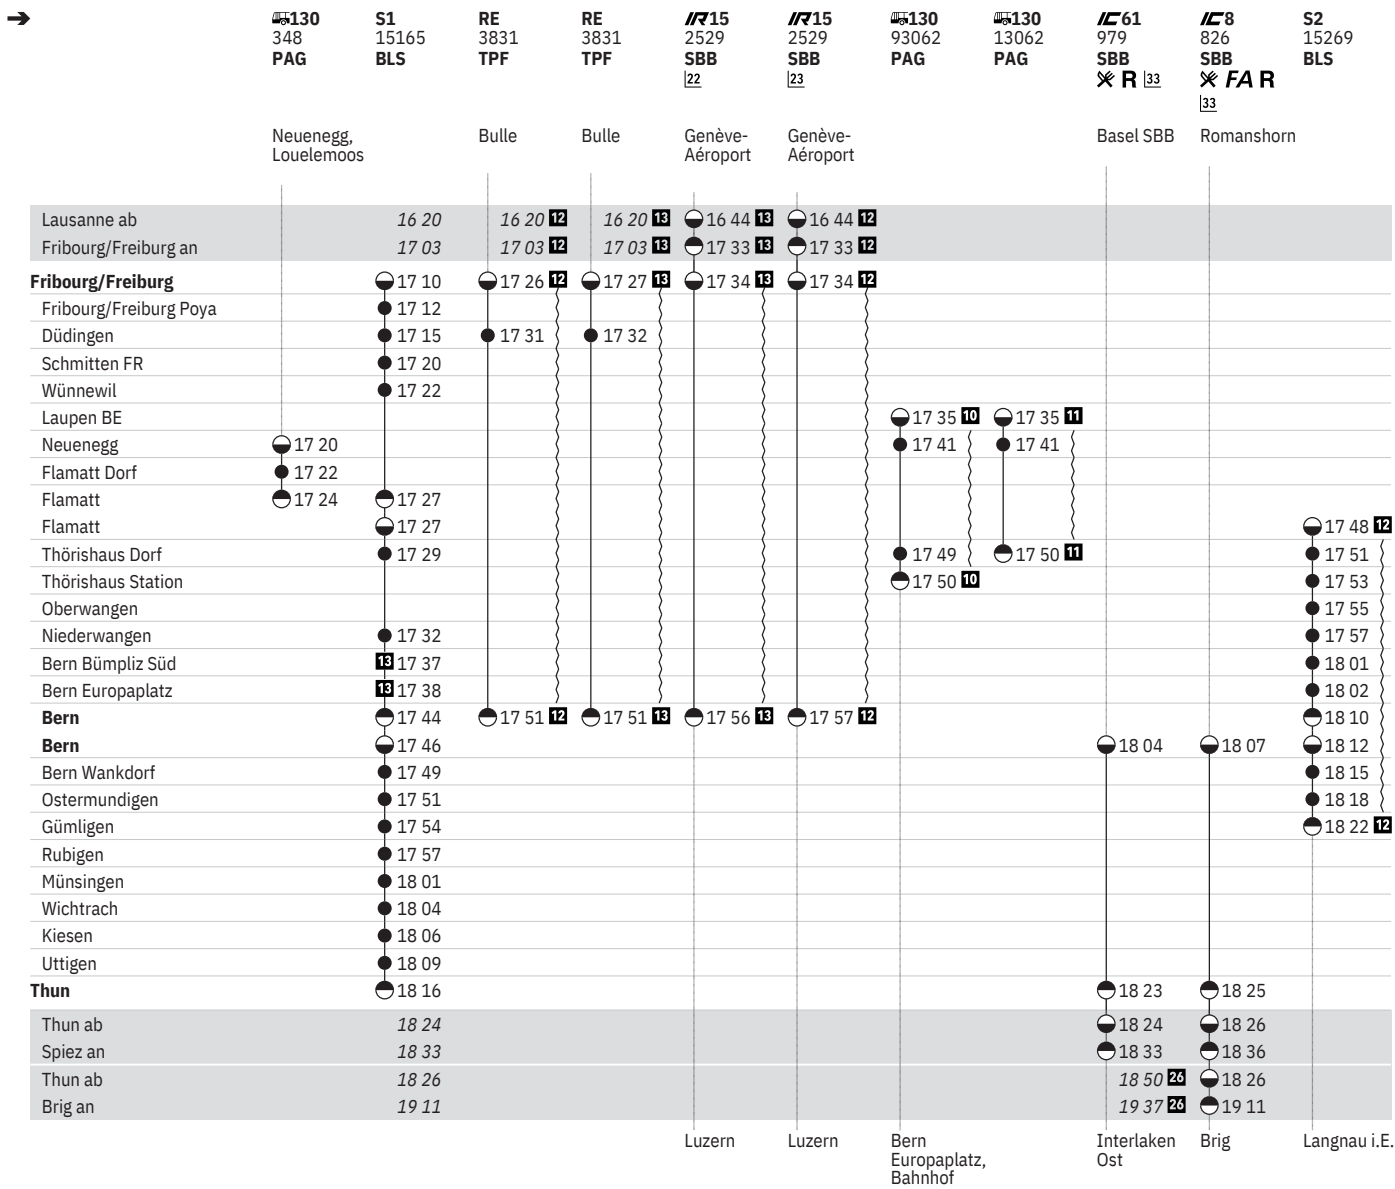 ➔ 130 S1 RE RE IR15 IR15 130 130 IC61 IC8 S2
348 15165 3831 3831 2529 2529 93062 13062 979 826 15269
PAG BLS TPF TPF SBB SBB PAG PAG SBB SBB BLS
22 23 R 33 FA R
33
Neuenegg, Bulle Bulle Genève- Genève- Basel SBB Romanshorn
Louelemoos Aéroport Aéroport
Lausanne ab 16 20 16 20 12 16 20 13 16 44 13 16 44 12
Fribourg/Freiburg an 17 03 17 03 12 17 03 13 17 33 13 17 33 12
Fribourg/Freiburg 17 10 17 26 12 17 27 13 17 34 13 17 34 12
Fribourg/Freiburg Poya 17 12
Düdingen 17 15 17 31 17 32
Schmitten FR 17 20
Wünnewil 17 22
Laupen BE 17 35 10 17 35 11
Neuenegg 17 20 17 41 17 41
Flamatt Dorf 17 22
Flamatt 17 24 17 27
Flamatt 17 27 17 48 12
Thörishaus Dorf 17 29 17 49 17 50 11 17 51
Thörishaus Station 17 50 10 17 53
Oberwangen 17 55
Niederwangen 17 32 17 57
Bern Bümpliz Süd 13 17 37 18 01
Bern Europaplatz 13 17 38 18 02
Bern 17 44 17 51 12 17 51 13 17 56 13 17 57 12 18 10
Bern 17 46 18 04 18 07 18 12
Bern Wankdorf 17 49 18 15
Ostermundigen 17 51 18 18
Gümligen 17 54 18 22 12
Rubigen 17 57
Münsingen 18 01
Wichtrach 18 04
Kiesen 18 06
Uttigen 18 09
Thun 18 16 18 23 18 25
Thun ab 18 24 18 24 18 26
Spiez an 18 33 18 33 18 36
Thun ab 18 26 18 50 26 18 26
Brig an 19 11 19 37 26 19 11
Luzern Luzern Bern Interlaken Brig Langnau i.E.
Europaplatz, Ost
Bahnhof